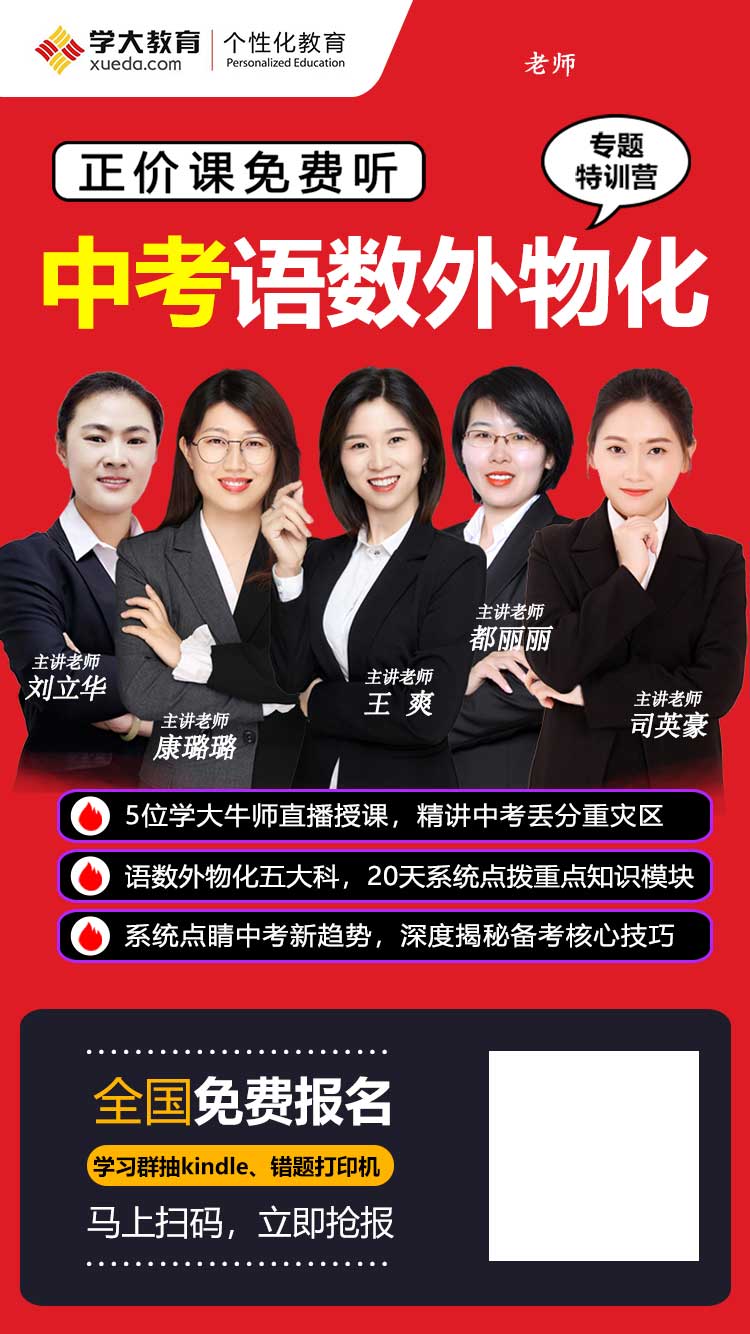 学大教育
xueda.com
个性化教育
Personalized Education
老师
正价课免费听
专题
特训营
中考语数外物化
主讲老师
刘立华
主讲老师
康璐璐
主讲老师
王 爽
主讲老师
都丽丽
主讲老师
司英豪
5位学大牛师直播授课，精讲中考丢分重灾区
语数外物化五大科，20天系统点拨重点知识模块
系统点睛中考新趋势，深度揭秘备考核心技巧
全国免费报名
学习群抽kindle、错题打印机
马上扫码，立即抢报